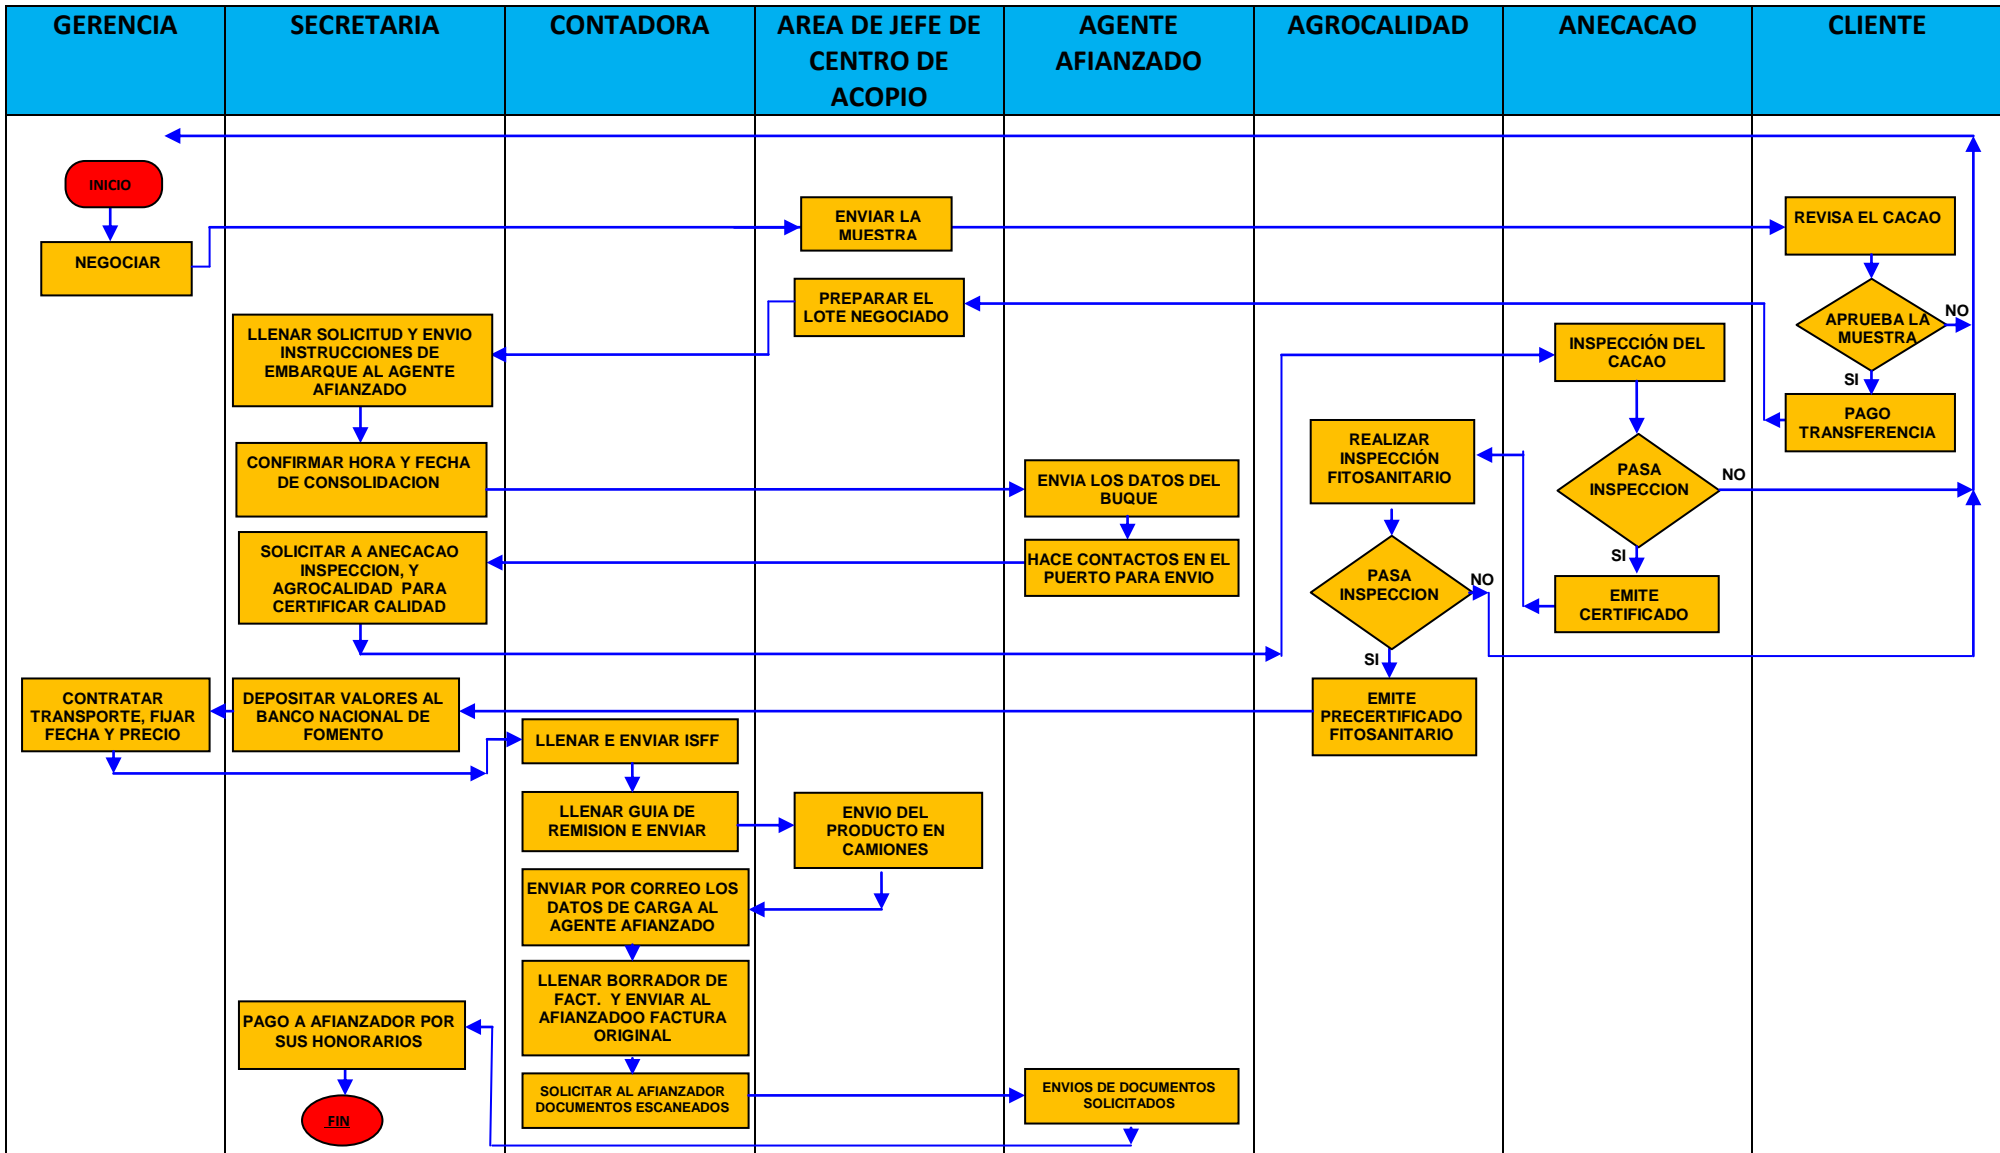 GERENCIA
SECRETARIA
CONTADORA
AREA DE JEFE DE
CENTRO DE
ACOPIO
AGENTE
AFIANZADO
AGROCALIDAD
ANECACAO
CLIENTE
INICIO
NEGOCIAR
ENVIAR LA
MUESTRA
REVISA EL CACAO
APRUEBA LA
MUESTRA
NO
SI
PAGO
TRANSFERENCIA
PREPARAR EL
LOTE NEGOCIADO
LLENAR SOLICITUD Y ENVIO
INSTRUCCIONES DE
EMBARQUE AL AGENTE
AFIANZADO
CONFIRMAR HORA Y FECHA
DE CONSOLIDACION
ENVIA LOS DATOS DEL
BUQUE
HACE CONTACTOS EN EL
PUERTO PARA ENVIO
SOLICITAR A ANECACAO
INSPECCION, Y
AGROCALIDAD PARA
CERTIFICAR CALIDAD
INSPECCIÓN DEL
CACAO
PASA
INSPECCION
NO
SI
EMITE
CERTIFICADO
REALIZAR
INSPECCIÓN
FITOSANITARIO
PASA
INSPECCION
NO
SI
EMITE
PRECERTIFICADO
FITOSANITARIO
DEPOSITAR VALORES AL
BANCO NACIONAL DE
FOMENTO
CONTRATAR
TRANSPORTE, FIJAR
FECHA Y PRECIO
LLENAR E ENVIAR ISFF
LLENAR GUIA DE
REMISION E ENVIAR
ENVIO DEL
PRODUCTO EN
CAMIONES
ENVIAR POR CORREO LOS
DATOS DE CARGA AL
AGENTE AFIANZADO
LLENAR BORRADOR DE
FACT. Y ENVIAR AL
AFIANZADOO FACTURA
ORIGINAL
SOLICITAR AL AFIANZADOR
DOCUMENTOS ESCANEADOS
ENVIOS DE DOCUMENTOS
SOLICITADOS
PAGO A AFIANZADOR POR
SUS HONORARIOS
FIN